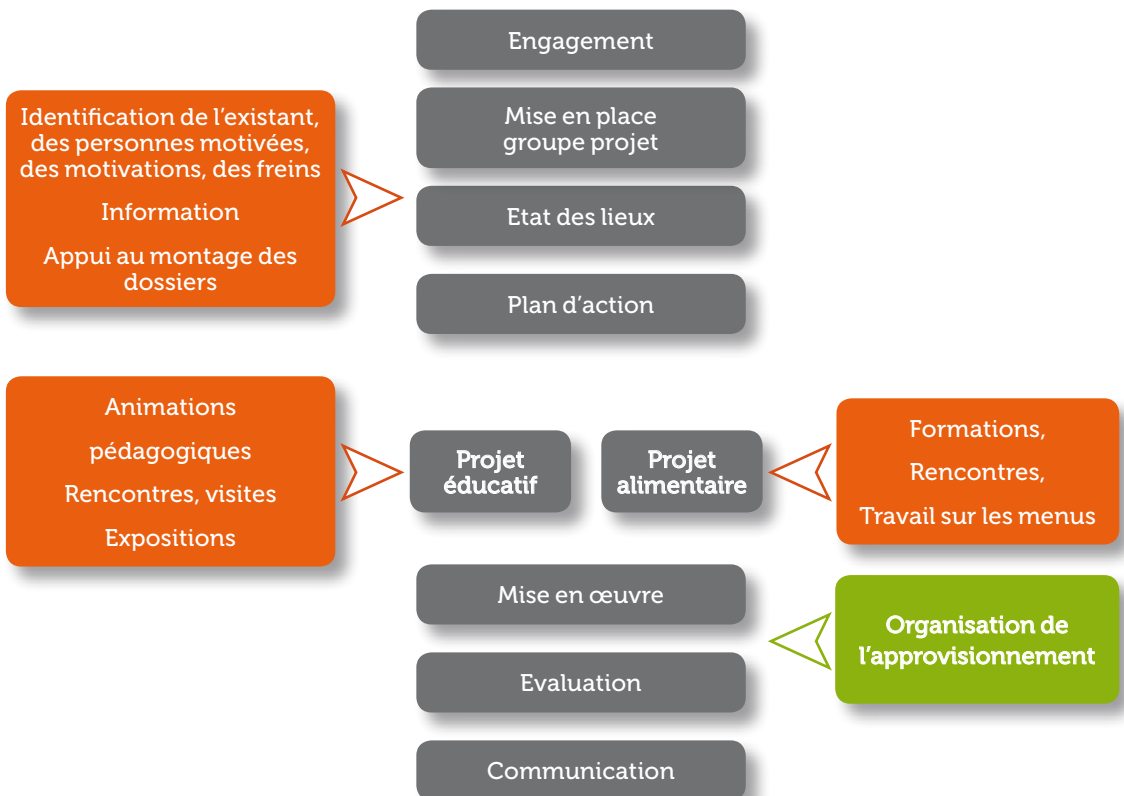 Engagement
Identification de l’existant,
des personnes motivées,
des motivations, des freins
Information
Appui au montage des
dossiers
Mise en place
groupe projet
Etat des lieux
Plan d’action
Animations
pédagogiques
Rencontres, visites
Expositions
Projet
éducatif
Projet
alimentaire
Formations,
Rencontres,
Travail sur les menus
Mise en œuvre
Organisation de
l’approvisionnement
Evaluation
Communication